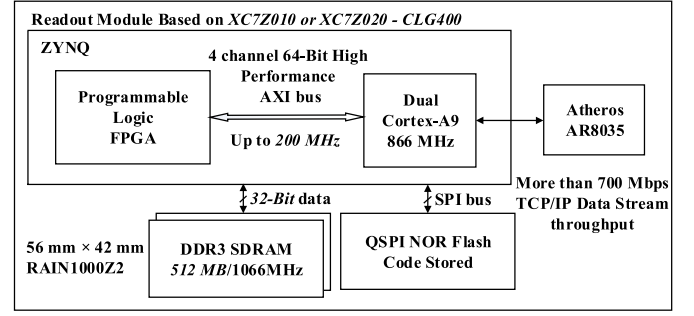 Readout Module Based on XC7Z010 or XC7Z020 - CLG400
ZYNQ
4 channel 64-Bit High
Performance
AXI bus
Programmable
Logic
FPGA
Up to 200 MHz
Dual
Cortex-A9
866 MHz
Atheros
AR8035
More than 700 Mbps
TCP/IP Data Stream
throughput
32-Bit data
SPI bus
56 mm × 42 mm
RAIN1000Z2
DDR3 SDRAM
512 MB/1066MHz
QSPI NOR Flash
Code Stored